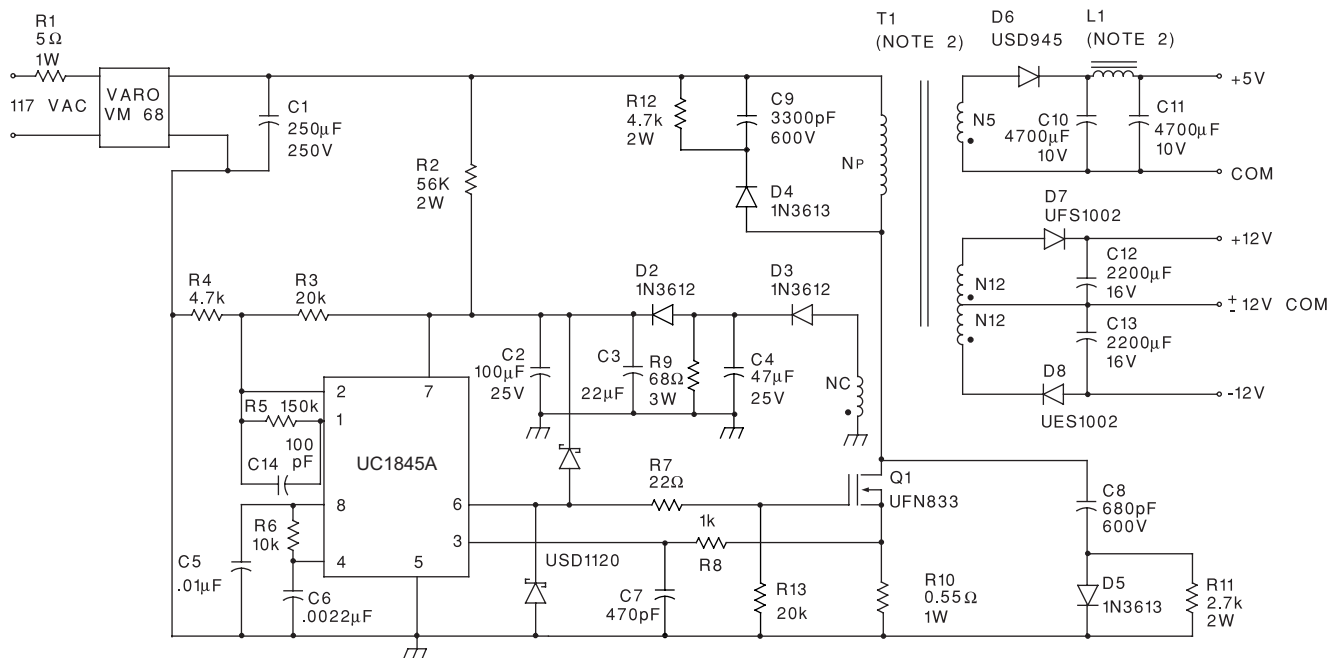 R1
5Ω
1W
117 VAC
VARO
VM 68
C1
250µF
250V
R2
56K
2W
R12
4.7k
2W
C9
3300pF
600V
D4
1N3613
NP
T1
(NOTE 2)
D6
USD945
L1
(NOTE 2)
+5V
N5
C10
4700µF
10V
C11
4700µF
10V
COM
D7
UFS1002
+12V
N12
N12
C12
2200µF
16V
± 12V COM
C13
2200µF
16V
D8
UES1002
-12V
R4
4.7k
R3
20k
D2
1N3612
D3
1N3612
C2
100µF
25V
C3
22µF
R9
68Ω
3W
C4
47µF
25V
NC
2
7
R5
150k
1
C14
100
pF
UC1845A
8
6
R6
10k
3
4
5
C5
.01µF
C6
.0022µF
USD1120
R7
22Ω
1k
R8
C7
470pF
R13
20k
Q1
UFN833
R10
0.55Ω
1W
C8
680pF
600V
D5
1N3613
R11
2.7k
2W